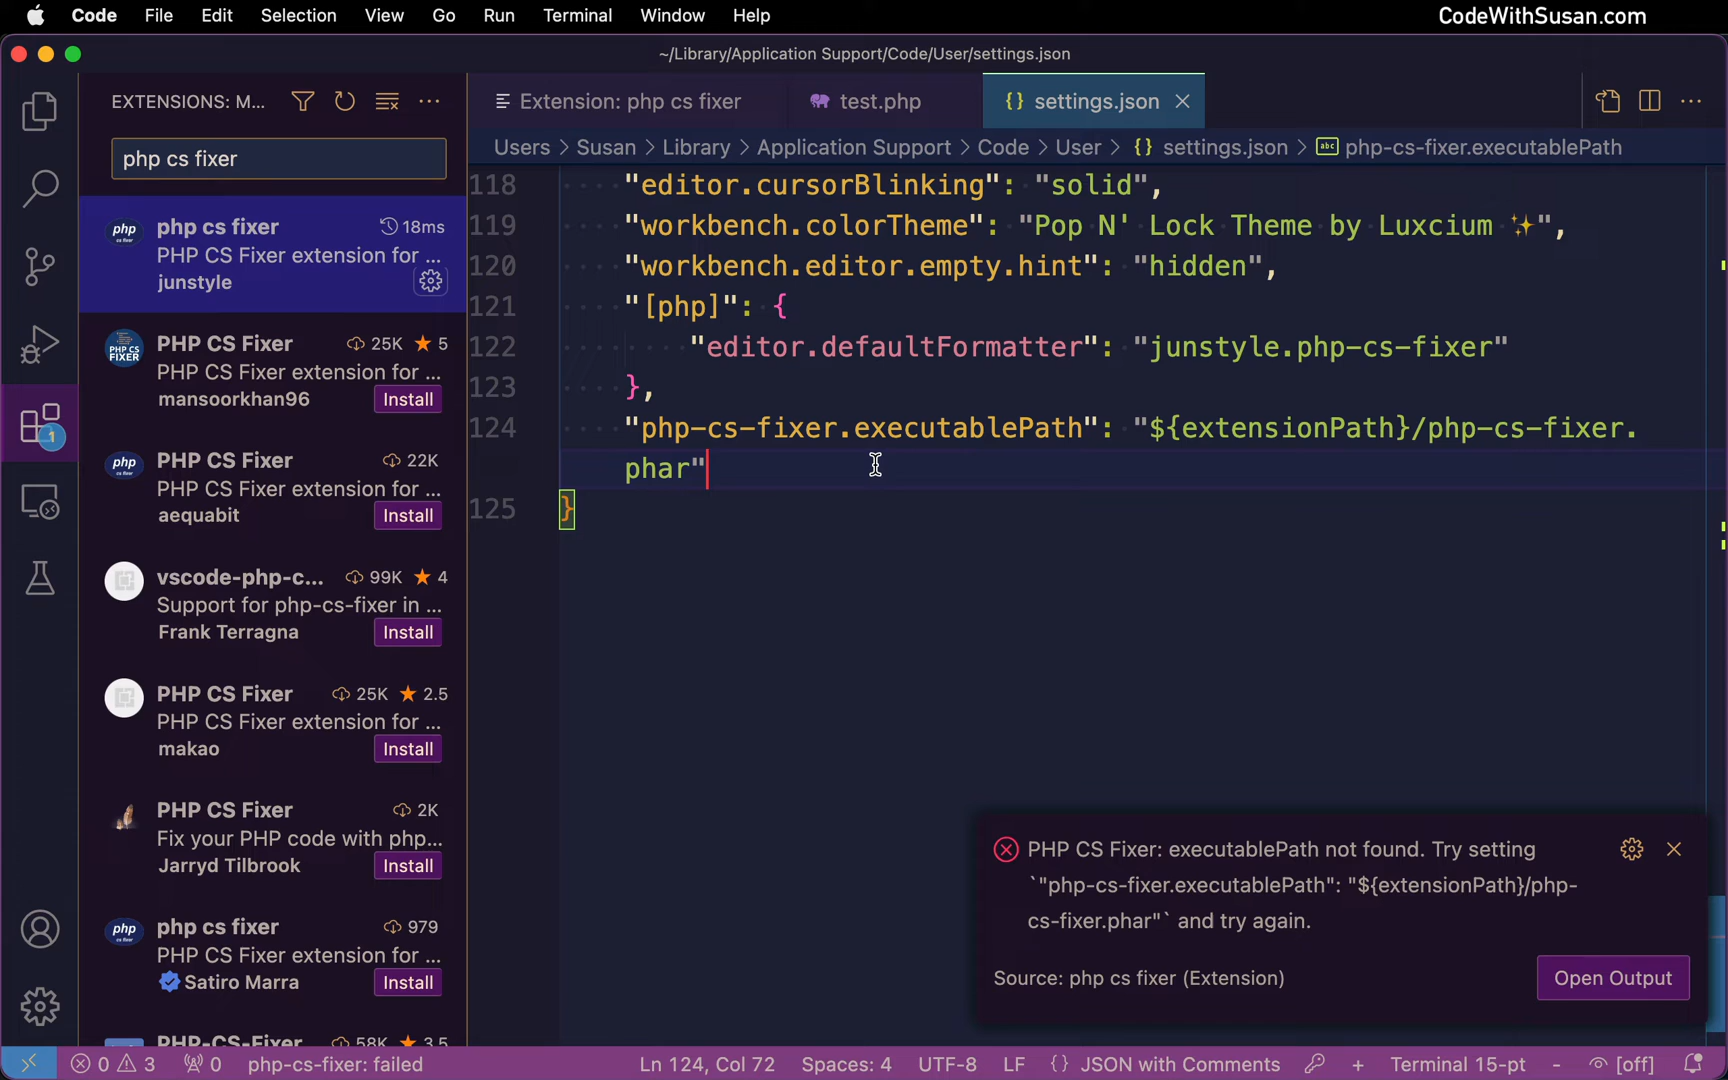 Code File Edit Selection View Go Run Terminal Window Help CodeWithSusan.com
~/Library/Application Support/Code/User/settings.json
EXTENSIONS: M...
php cs fixer
php cs fixer 18ms
PHP CS Fixer extension for ...
junstyle
PHP CS Fixer 25K 5
PHP CS Fixer extension for ...
mansoorkhan96 Install
PHP CS Fixer 22K
PHP CS Fixer extension for ...
aequabit Install
vscode-php-c... 99K 4
Support for php-cs-fixer in ...
Frank Terragna Install
PHP CS Fixer 25K 2.5
PHP CS Fixer extension for ...
makao Install
PHP CS Fixer 2K
Fix your PHP code with php...
Jarryd Tilbrook Install
php cs fixer 979
PHP CS Fixer extension for ...
Satiro Marra Install
PHP-CS-Fixer 58K 3.5
Extension: php cs fixer test.php {} settings.json
Users > Susan > Library > Application Support > Code > User > {} settings.json > php-cs-fixer.executablePath
118 "editor.cursorBlinking": "solid",
119 "workbench.colorTheme": "Pop N' Lock Theme by Luxcium ✨",
120 "workbench.editor.empty.hint": "hidden",
121 "[php]": {
122 "editor.defaultFormatter": "junstyle.php-cs-fixer"
123 },
124 "php-cs-fixer.executablePath": "${extensionPath}/php-cs-fixer.
phar"
125 }
PHP CS Fixer: executablePath not found. Try setting
`"php-cs-fixer.executablePath": "${extensionPath}/php-
cs-fixer.phar"` and try again.
Source: php cs fixer (Extension) Open Output
0 3 0 php-cs-fixer: failed Ln 124, Col 72 Spaces: 4 UTF-8 LF {} JSON with Comments + Terminal 15-pt - [off]